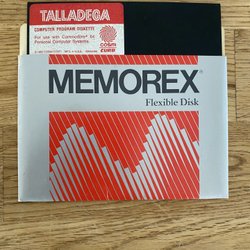 TALLADEGA
COMPUTER PROGRAM DISKETTE
For use with Commodore 64
Personal Computer Systems
cosmi
MEMOREX
Flexible Disk